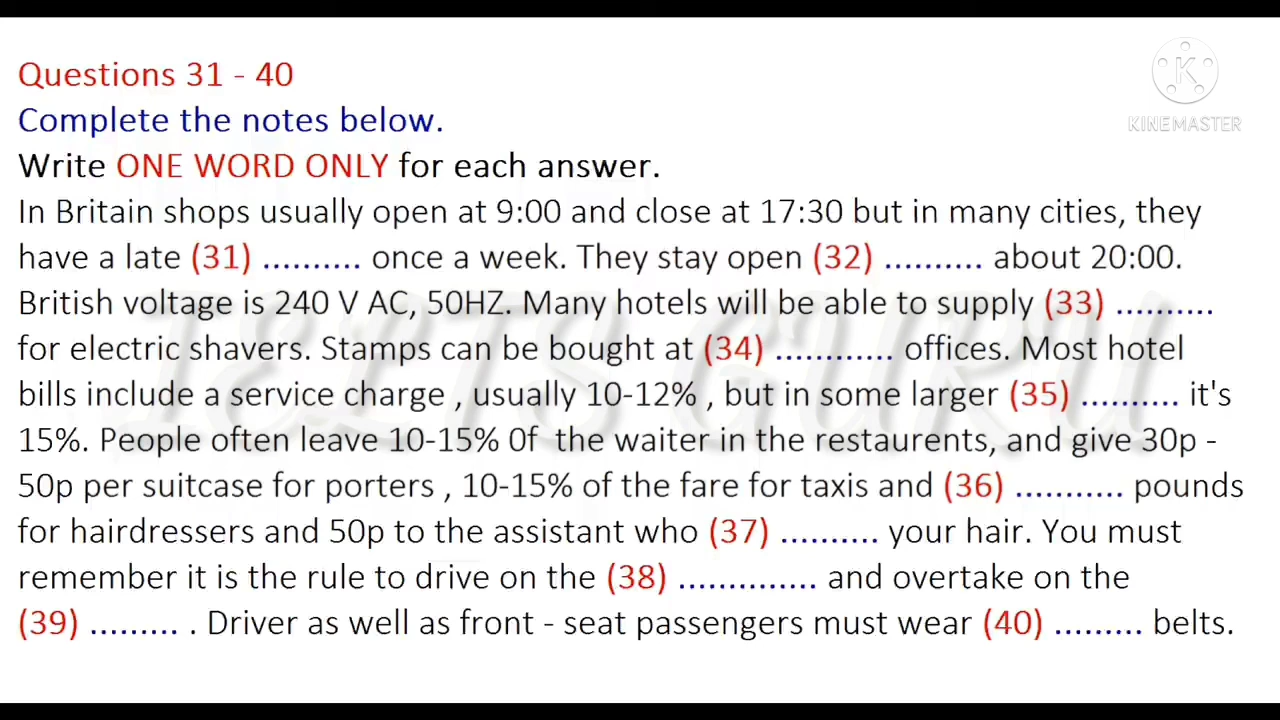 Questions 31 - 40
Complete the notes below.
Write ONE WORD ONLY for each answer.
In Britain shops usually open at 9:00 and close at 17:30 but in many cities, they
have a late (31) .......... once a week. They stay open (32) .......... about 20:00.
British voltage is 240 V AC, 50HZ. Many hotels will be able to supply (33) ..........
for electric shavers. Stamps can be bought at (34) ............ offices. Most hotel
bills include a service charge , usually 10-12% , but in some larger (35) .......... it's
15%. People often leave 10-15% 0f the waiter in the restaurents, and give 30p -
50p per suitcase for porters , 10-15% of the fare for taxis and (36) ........... pounds
for hairdressers and 50p to the assistant who (37) .......... your hair. You must
remember it is the rule to drive on the (38) .............. and overtake on the
(39) ......... . Driver as well as front - seat passengers must wear (40) ......... belts.
K
KINEMASTER
IELTS GURU